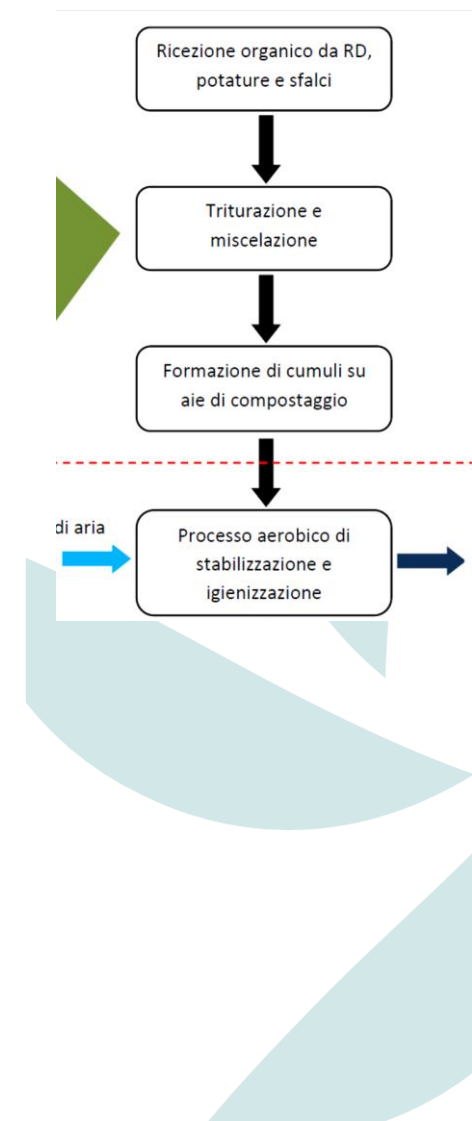 Ricezione organico da RD,
potature e sfalci
Triturazione e
miscelazione
Formazione di cumuli su
aie di compostaggio
di aria
Processo aerobico di
stabilizzazione e
igienizzazione